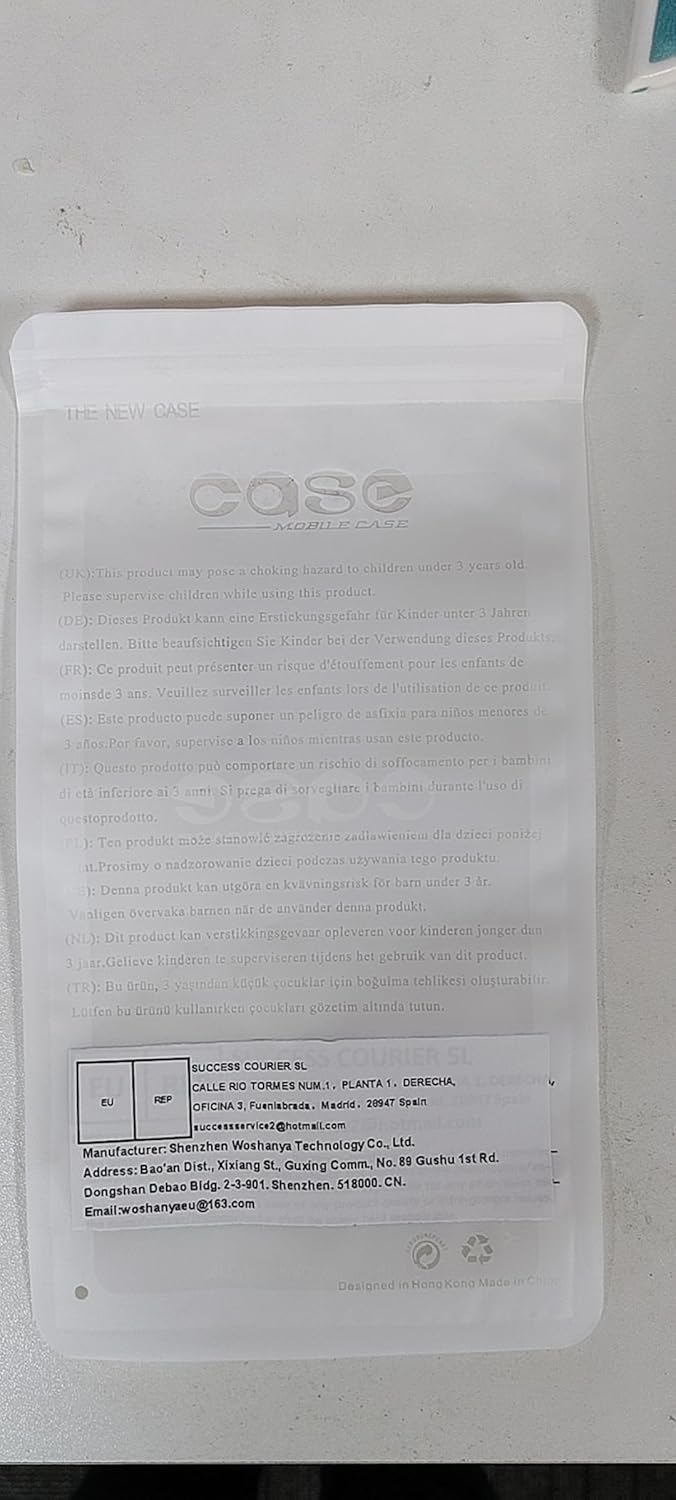 THE NEW CASE
case
MOBILE CASE
(UK):This product may pose a choking hazard to children under 3 years old.
Please supervise children while using this product.
(DE): Dieses Produkt kann eine Erstickungsgefahr für Kinder unter 3 Jahren
darstellen. Bitte beaufsichtigen Sie Kinder bei der Verwendung dieses Produkts.
(FR): Ce produit peut présenter un risque d'étouffement pour les enfants de
moinsde 3 ans. Veuillez surveiller les enfants lors de l'utilisation de ce produit.
(ES): Este producto puede suponer un peligro de asfixia para niños menores de
3 años.Por favor, supervise a los niños mientras usan este producto.
(IT): Questo prodotto può comportare un rischio di soffocamento per i bambini
di età inferiore ai 3 anni. Si prega di sorvegliare i bambini durante l'uso di
questoprodotto.
(PL): Ten produkt może stanowić zagrożenie zadławieniem dla dzieci poniżej
at.Prosimy o nadzorowanie dzieci podczas używania tego produktu.
): Denna produkt kan utgöra en kvävningsrisk för barn under 3 år.
Vänligen övervaka barnen när de använder denna produkt.
(NL): Dit product kan verstikkingsgevaar opleveren voor kinderen jonger dan
3 jaar.Gelieve kinderen te superviseren tijdens het gebruik van dit product.
(TR): Bu ürün, 3 yaşından küçük çocuklar için boğulma tehlikesi oluşturabilir.
Lütfen bu ürünü kullanırken çocukları gözetim altında tutun.
EU REP
SUCCESS COURIER SL
CALLE RIO TORMES NUM.1, PLANTA 1, DERECHA,
OFICINA 3, Fuenlabrada, Madrid, 28947 Spain
successservice2@hotmail.com
Manufacturer: Shenzhen Woshanya Technology Co., Ltd.
Address: Bao'an Dist., Xixiang St., Guxing Comm., No. 89 Gushu 1st Rd.
Dongshan Debao Bldg. 2-3-901. Shenzhen. 518000. CN.
Email:woshanyaeu@163.com
Designed in Hong Kong Made in China